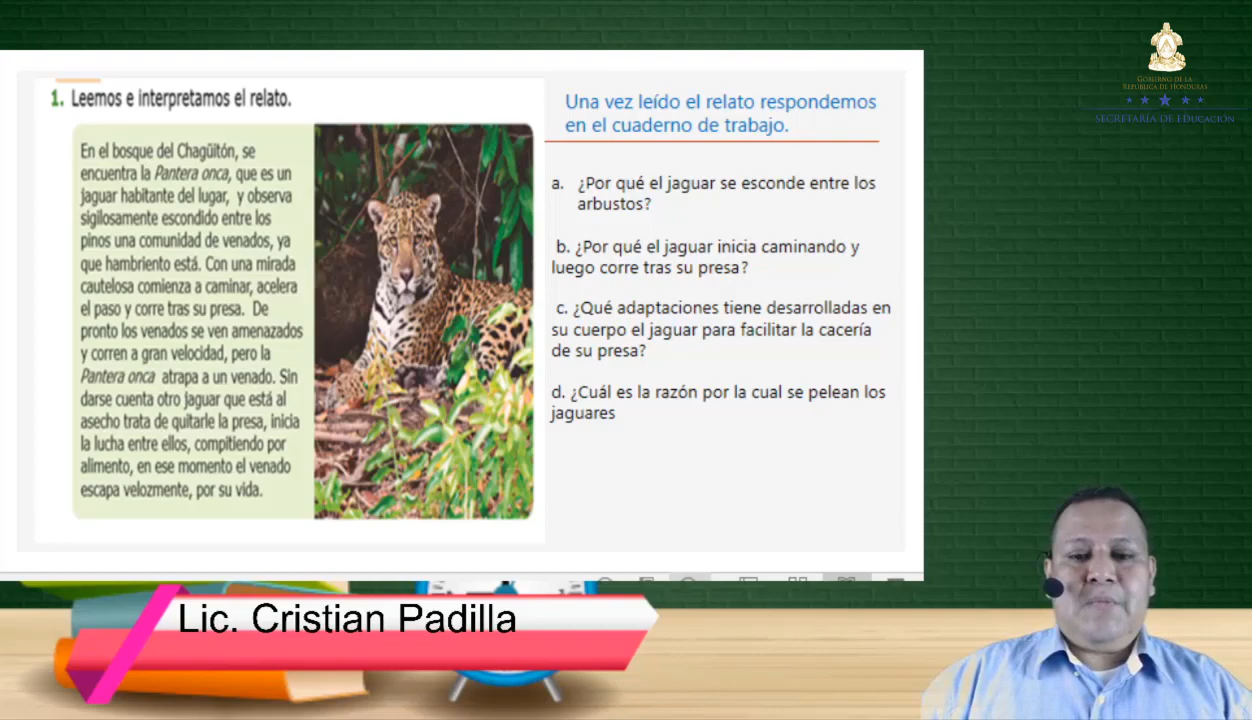 GOBIERNO DE LA
REPÚBLICA DE HONDURAS
SECRETARÍA DE EDUCACIÓN
1. Leemos e interpretamos el relato.
En el bosque del Chagüitón, se
encuentra la Pantera onca, que es un
jaguar habitante del lugar, y observa
sigilosamente escondido entre los
pinos una comunidad de venados, ya
que hambriento está. Con una mirada
cautelosa comienza a caminar, acelera
el paso y corre tras su presa. De
pronto los venados se ven amenazados
y corren a gran velocidad, pero la
Pantera onca atrapa a un venado. Sin
darse cuenta otro jaguar que está al
asecho trata de quitarle la presa, inicia
la lucha entre ellos, compitiendo por
alimento, en ese momento el venado
escapa velozmente, por su vida.
Una vez leído el relato respondemos
en el cuaderno de trabajo.
a. ¿Por qué el jaguar se esconde entre los
arbustos?
b. ¿Por qué el jaguar inicia caminando y
luego corre tras su presa?
c. ¿Qué adaptaciones tiene desarrolladas en
su cuerpo el jaguar para facilitar la cacería
de su presa?
d. ¿Cuál es la razón por la cual se pelean los
jaguares
Lic. Cristian Padilla